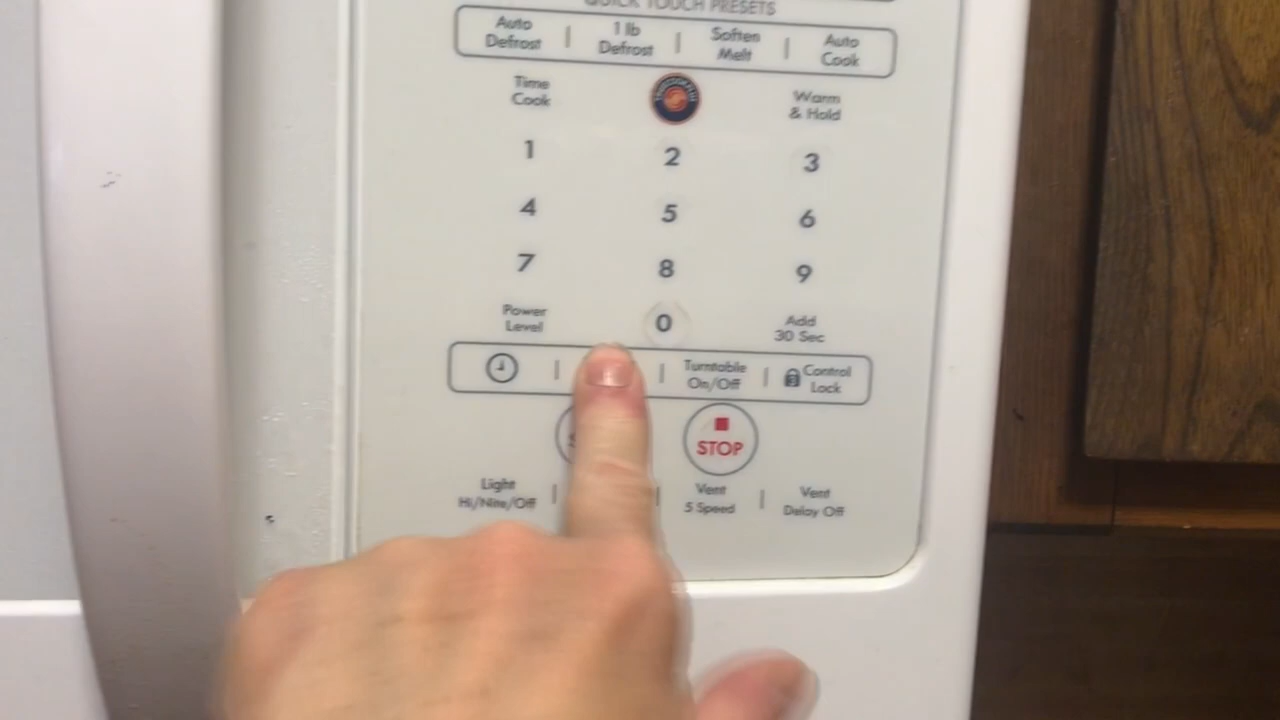 QUICK TOUCH PRESETS
Auto Defrost
1 lb Defrost
Soften Melt
Auto Cook
Time Cook
Warm & Hold
1 2 3
4 5 6
7 8 9
Power Level
0
Add 30 Sec
Turntable On/Off
Control Lock
STOP
Light Hi/Nite/Off
Vent 5 Speed
Vent Delay Off